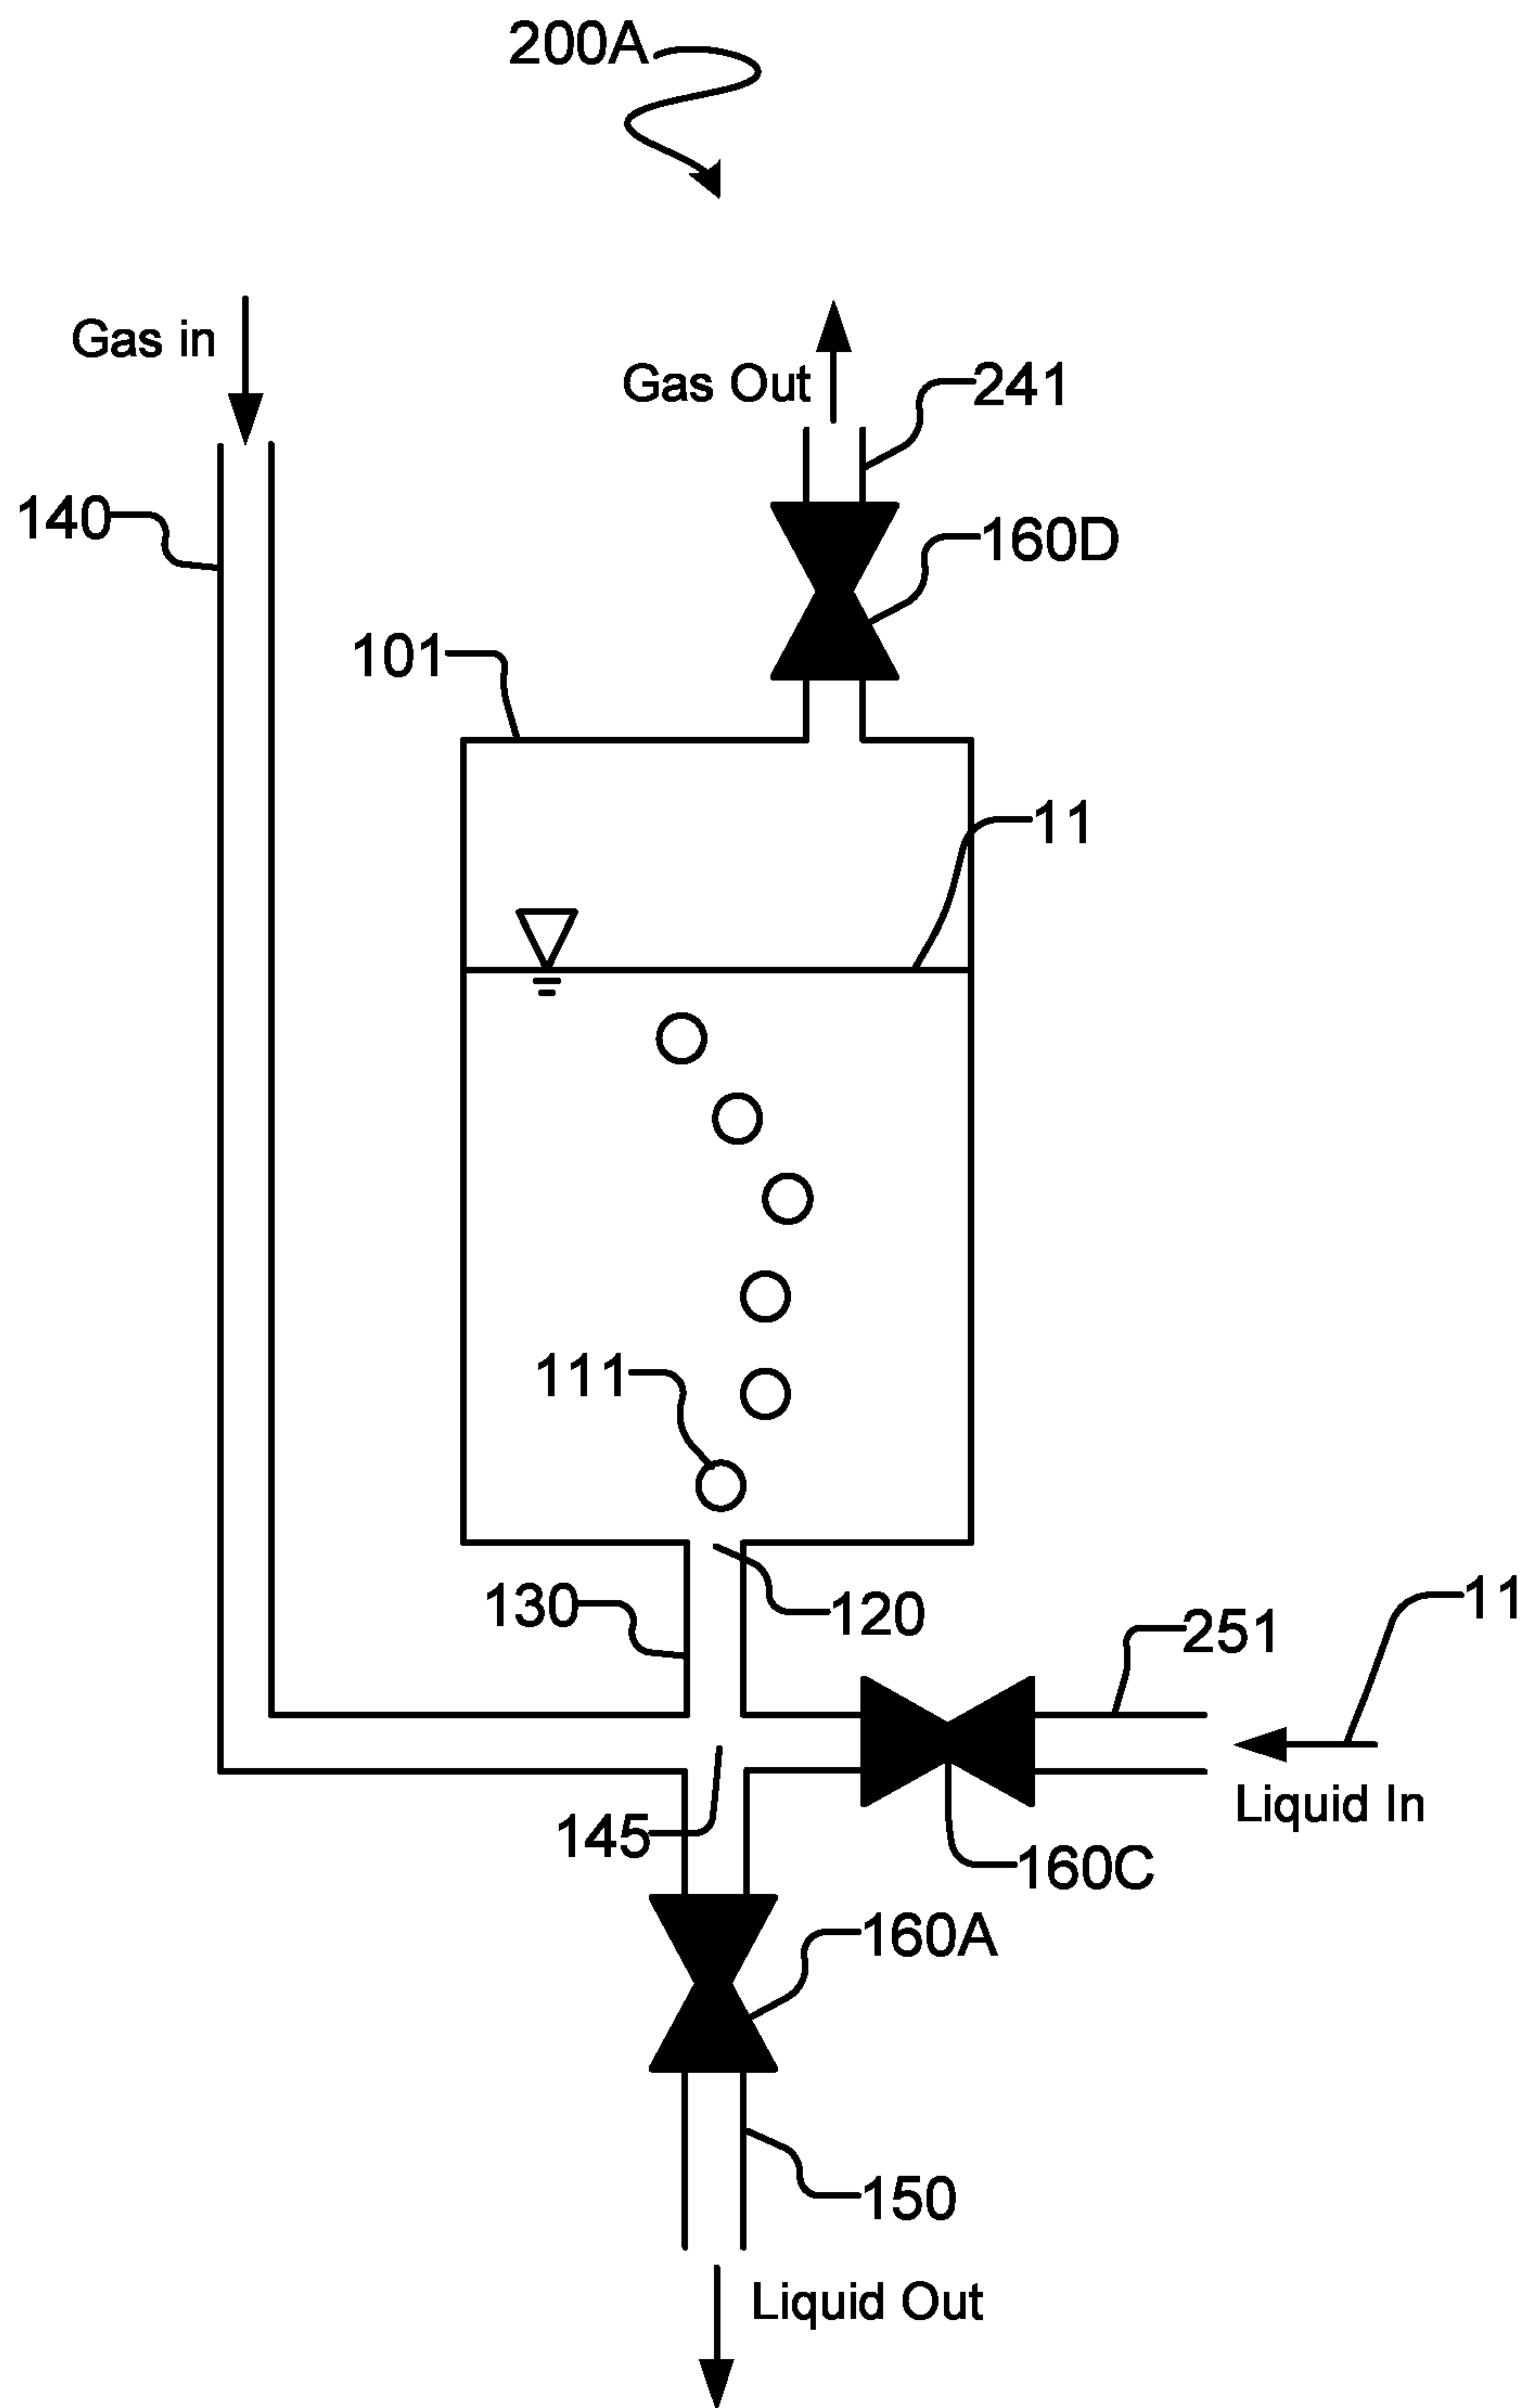 200A
Gas in
Gas Out
241
140
160D
101
11
111
130
120
11
251
145
Liquid In
160C
160A
150
Liquid Out